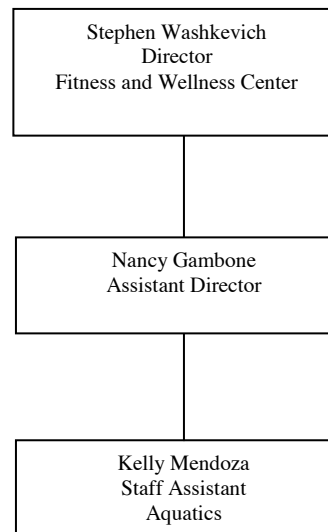 Stephen Washkevich
Director
Fitness and Wellness Center
Nancy Gambone
Assistant Director
Kelly Mendoza
Staff Assistant
Aquatics